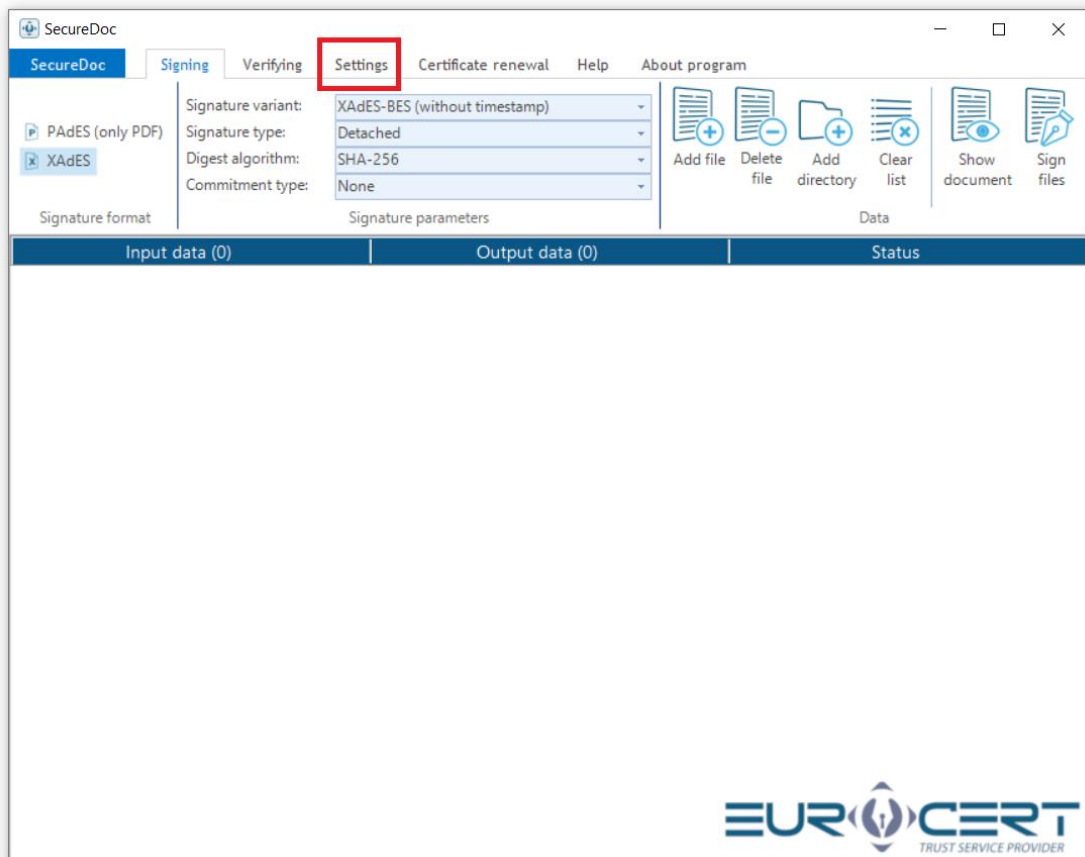 SecureDoc
SecureDoc Signing Verifying Settings Certificate renewal Help About program
PAdES (only PDF)
XAdES
Signature format
Signature variant: XAdES-BES (without timestamp)
Signature type: Detached
Digest algorithm: SHA-256
Commitment type: None
Signature parameters
Add file
Delete
file
Add
directory
Clear
list
Show
document
Sign
files
Data
Input data (0) Output data (0) Status
EUROCERT
TRUST SERVICE PROVIDER